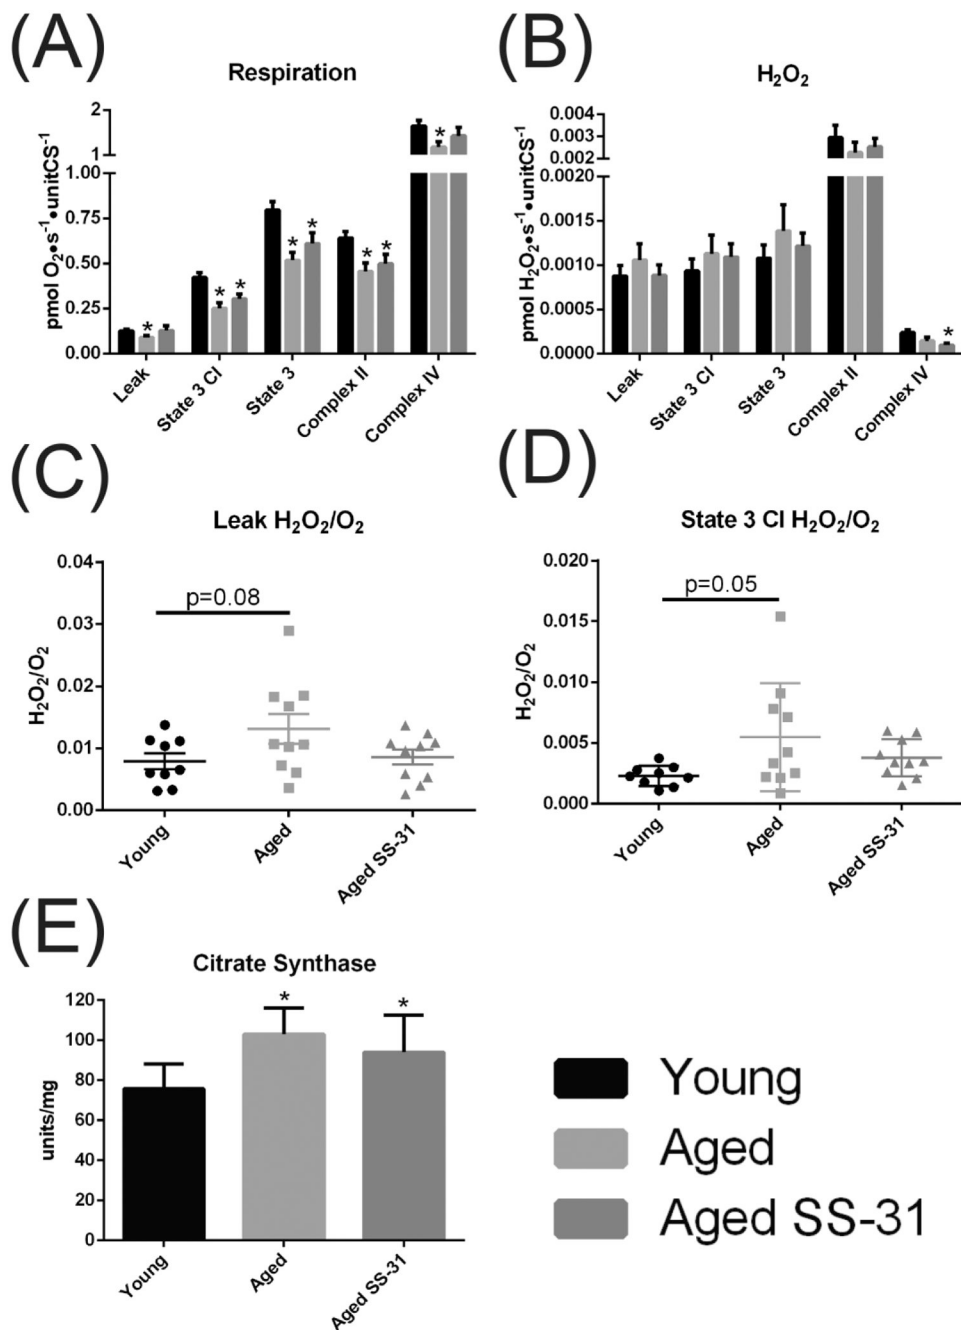 (A)
Respiration
pmol O₂●s⁻¹●unitCS⁻¹
2
1
1.00
0.75
0.50
0.25
0.00
*
* *
* *
* *
*
Leak
State 3 CI
State 3
Complex II
Complex IV
(B)
H₂O₂
pmol H₂O₂●s⁻¹●unitCS⁻¹
0.004
0.003
0.002
0.0020
0.0015
0.0010
0.0005
0.0000
*
Leak
State 3 CI
State 3
Complex II
Complex IV
(C)
Leak H₂O₂/O₂
H₂O₂/O₂
0.04
0.03
0.02
0.01
0.00
p=0.08
Young
Aged
Aged SS-31
(D)
State 3 CI H₂O₂/O₂
H₂O₂/O₂
0.020
0.015
0.010
0.005
0.000
p=0.05
Young
Aged
Aged SS-31
(E)
Citrate Synthase
units/mg
120
100
80
60
40
20
0
* *
Young
Aged
Aged SS-31
Young
Aged
Aged SS-31